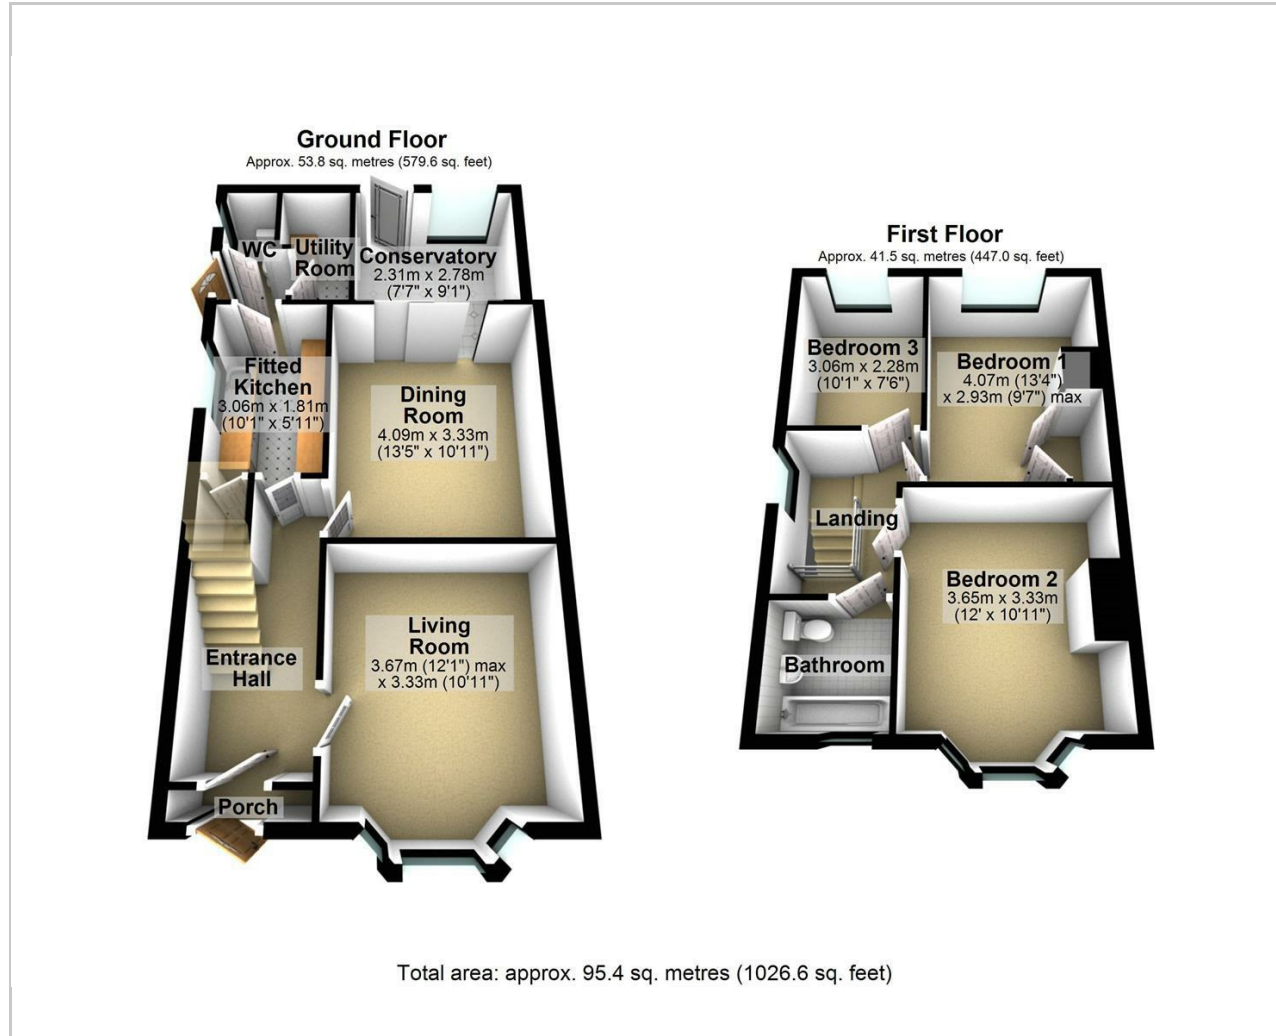 Ground Floor
Approx. 53.8 sq. metres (579.6 sq. feet)
WC
Utility
Room
Conservatory
2.31m x 2.78m
(7'7" x 9'1")
Fitted
Kitchen
3.06m x 1.81m
(10'1" x 5'11")
Dining
Room
4.09m x 3.33m
(13'5" x 10'11")
Living
Room
3.67m (12'1") max
x 3.33m (10'11")
Entrance
Hall
Porch
First Floor
Approx. 41.5 sq. metres (447.0 sq. feet)
Bedroom 3
3.06m x 2.28m
(10'1" x 7'6")
Bedroom 1
4.07m (13'4")
x 2.93m (9'7") max
Landing
Bedroom 2
3.65m x 3.33m
(12' x 10'11")
Bathroom
Total area: approx. 95.4 sq. metres (1026.6 sq. feet)